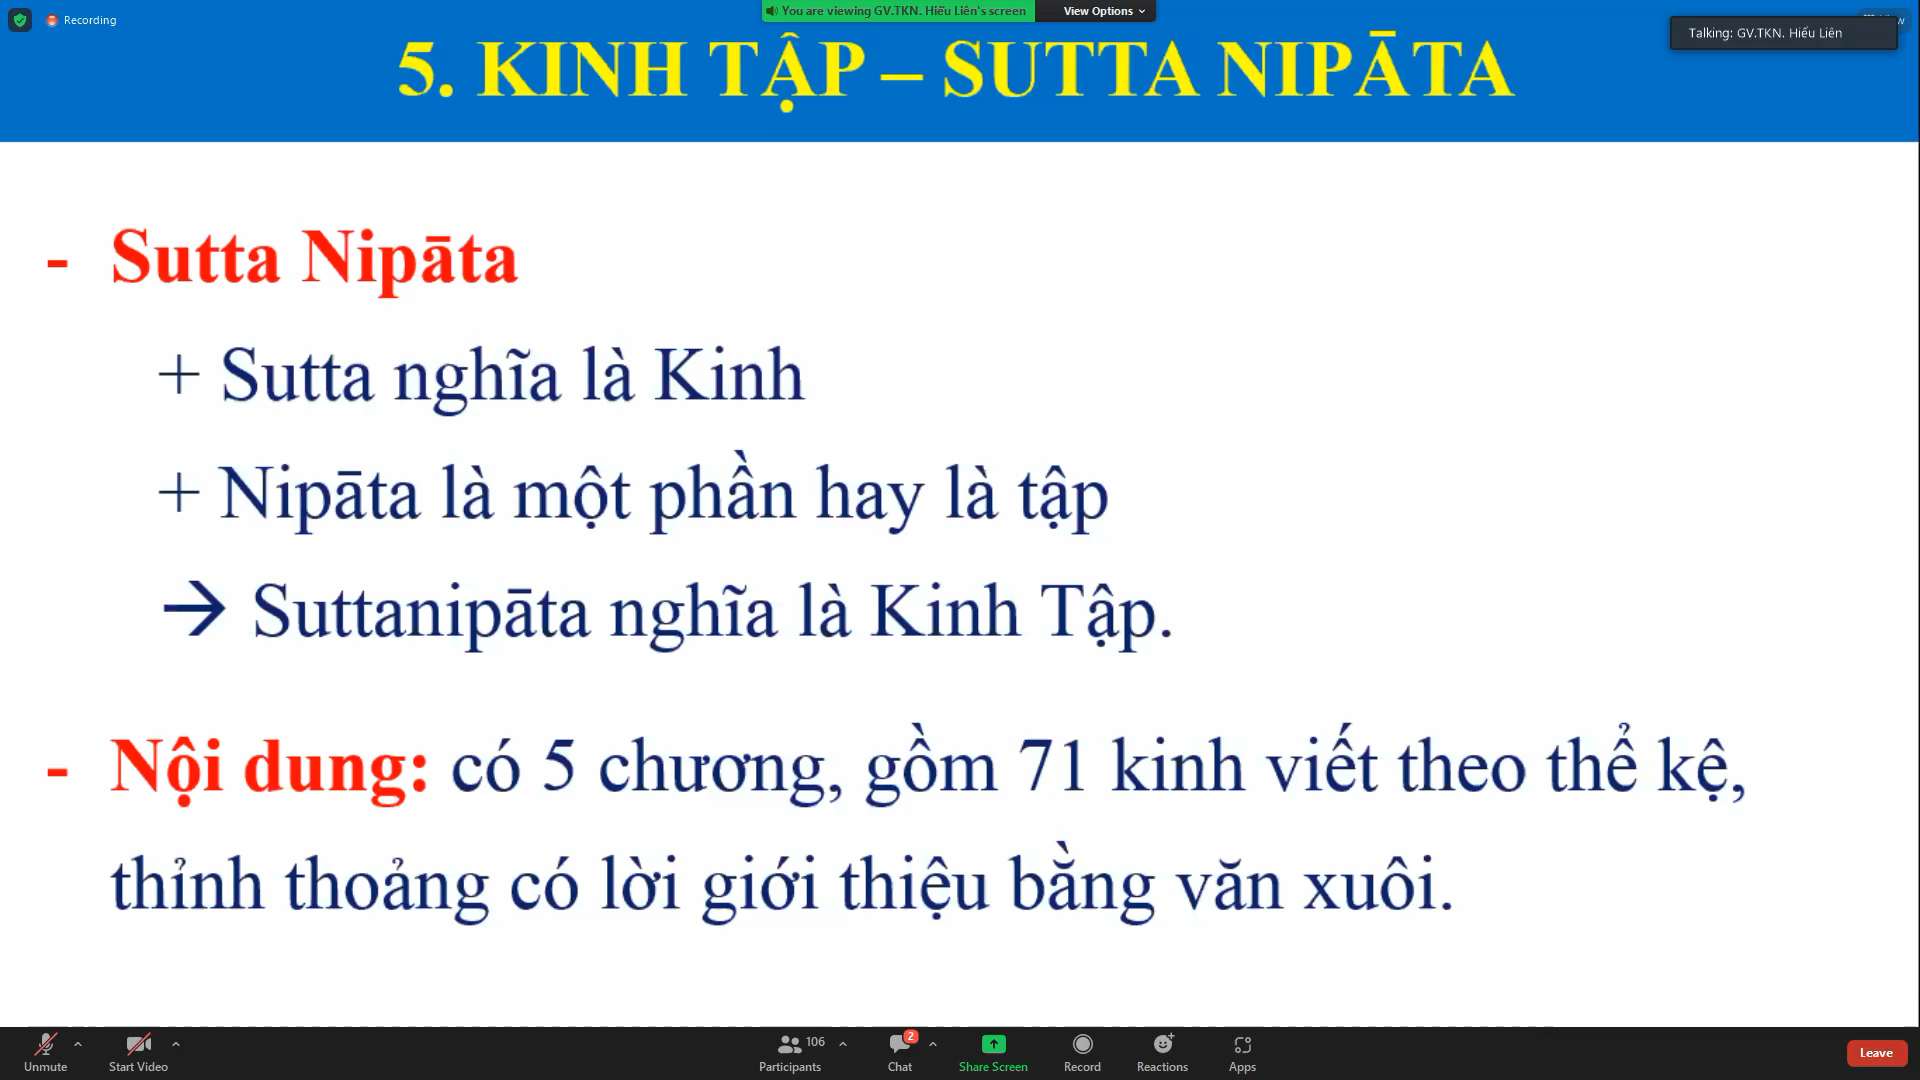 Recording
You are viewing GV.TKN. Hiếu Liên's screen
View Options
Talking: GV.TKN. Hiếu Liên
5. KINH TẬP – SUTTA NIPĀTA
- Sutta Nipāta
+ Sutta nghĩa là Kinh
+ Nipāta là một phần hay là tập
→ Suttanipāta nghĩa là Kinh Tập.
- Nội dung: có 5 chương, gồm 71 kinh viết theo thể kệ,
thỉnh thoảng có lời giới thiệu bằng văn xuôi.
Unmute
Start Video
106
Participants
2
Chat
Share Screen
Record
Reactions
Apps
Leave